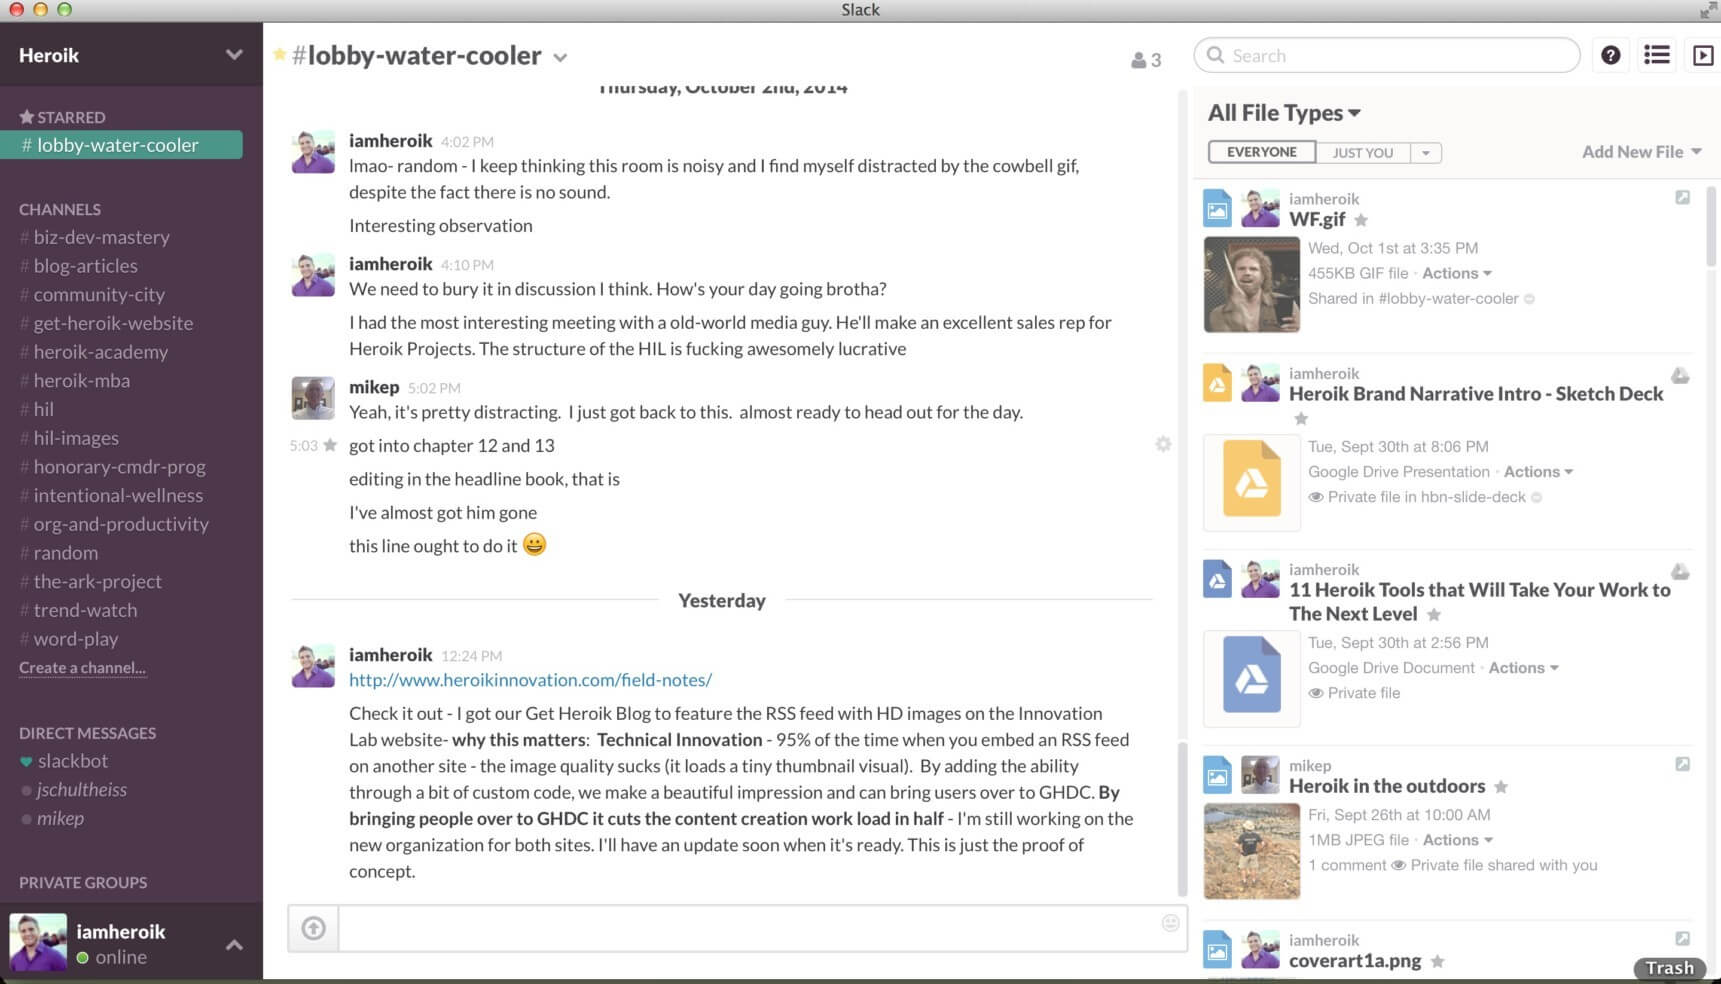 Slack
Heroik
STARRED
# lobby-water-cooler
CHANNELS
# biz-dev-mastery
# blog-articles
# community-city
# get-heroik-website
# heroik-academy
# heroik-mba
# hil
# hil-images
# honorary-cmdr-prog
# intentional-wellness
# org-and-productivity
# random
# the-ark-project
# trend-watch
# word-play
Create a channel...
DIRECT MESSAGES
slackbot
jschultheiss
mikep
PRIVATE GROUPS
iamheroik
online
#lobby-water-cooler
3
Thursday, October 2nd, 2014
iamheroik 4:02 PM
lmao- random - I keep thinking this room is noisy and I find myself distracted by the cowbell gif,
despite the fact there is no sound.
Interesting observation
iamheroik 4:10 PM
We need to bury it in discussion I think. How's your day going brotha?
I had the most interesting meeting with a old-world media guy. He'll make an excellent sales rep for
Heroik Projects. The structure of the HIL is fucking awesomely lucrative
mikep 5:02 PM
Yeah, it's pretty distracting.  I just got back to this.  almost ready to head out for the day.
5:03 got into chapter 12 and 13
editing in the headline book, that is
I've almost got him gone
this line ought to do it 😀
Yesterday
iamheroik 12:24 PM
http://www.heroikinnovation.com/field-notes/
Check it out - I got our Get Heroik Blog to feature the RSS feed with HD images on the Innovation
Lab website- why this matters:  Technical Innovation - 95% of the time when you embed an RSS feed
on another site - the image quality sucks (it loads a tiny thumbnail visual).  By adding the ability
through a bit of custom code, we make a beautiful impression and can bring users over to GHDC. By
bringing people over to GHDC it cuts the content creation work load in half - I'm still working on the
new organization for both sites. I'll have an update soon when it's ready. This is just the proof of
concept.
Search
?
All File Types
EVERYONE JUST YOU
Add New File
iamheroik
WF.gif
Wed, Oct 1st at 3:35 PM
455KB GIF file · Actions
Shared in #lobby-water-cooler
iamheroik
Heroik Brand Narrative Intro - Sketch Deck
Tue, Sept 30th at 8:06 PM
Google Drive Presentation · Actions
Private file in hbn-slide-deck
iamheroik
11 Heroik Tools that Will Take Your Work to
The Next Level
Tue, Sept 30th at 2:56 PM
Google Drive Document · Actions
Private file
mikep
Heroik in the outdoors
Fri, Sept 26th at 10:00 AM
1MB JPEG file · Actions
1 comment Private file shared with you
iamheroik
coverart1a.png
Trash